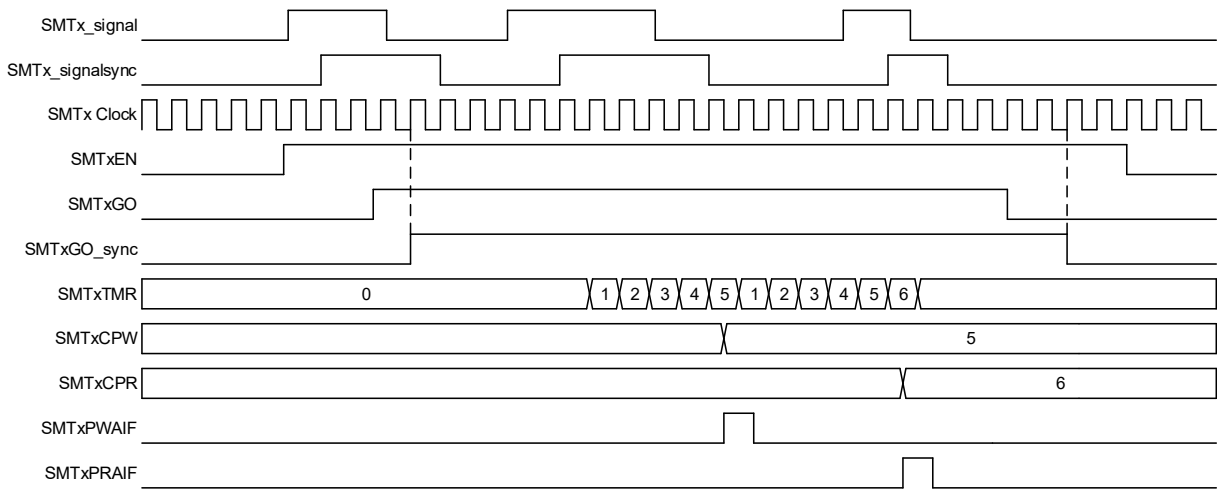 SMTx_signal
SMTx_signalsync
SMTx Clock
SMTxEN
SMTxGO
SMTxGO_sync
SMTxTMR 0 1 2 3 4 5 1 2 3 4 5 6
SMTxCPW 5
SMTxCPR 6
SMTxPWAIF
SMTxPRAIF